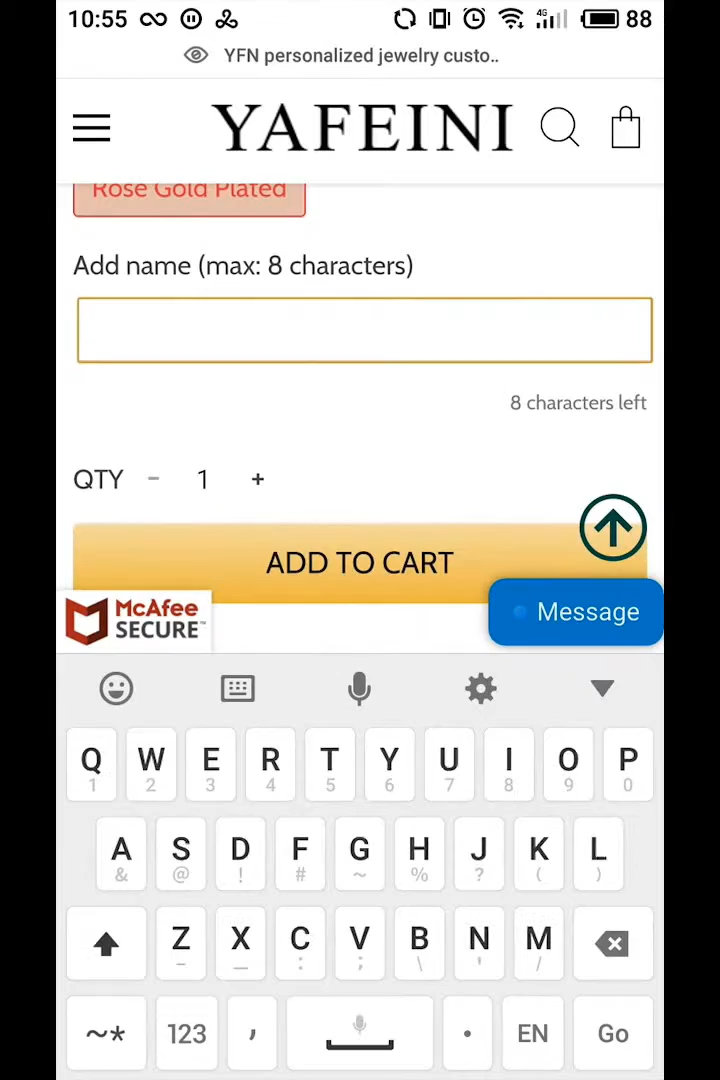 10:55 4G 88
YFN personalized jewelry custo..
YAFEINI
Rose Gold Plated
Add name (max: 8 characters)
8 characters left
QTY - 1 +
ADD TO CART
McAfee
SECURE™
Message
Q W E R T Y U I O P
1 2 3 4 5 6 7 8 9 0
A S D F G H J K L
& @ ! # ~ % ? ( )
Z X C V B N M
- _ : ; \ ' /
~* 123 , . EN Go